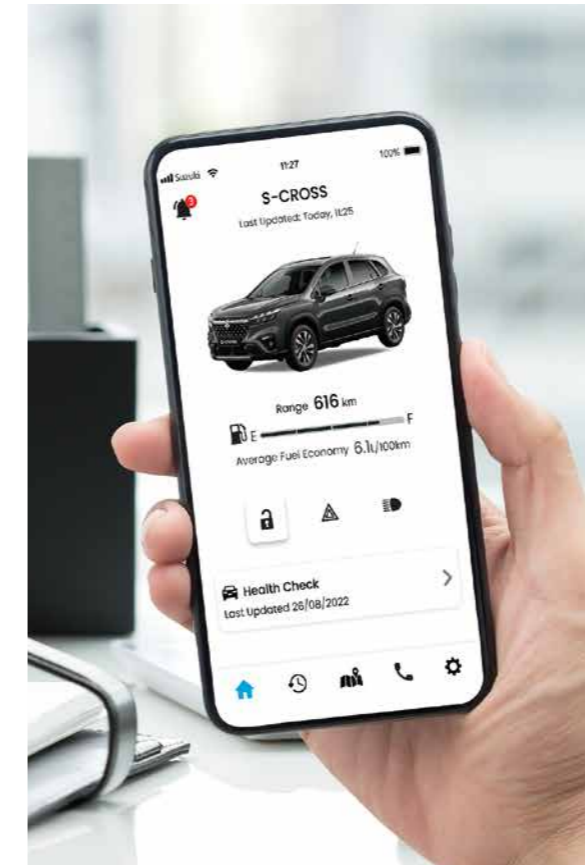 Suzuki 11:27 100%
3
S-CROSS
Last Updated: Today, 11:25
Range 616 km
E F
Average Fuel Economy 6.1L/100km
Health Check
Last Updated 26/08/2022